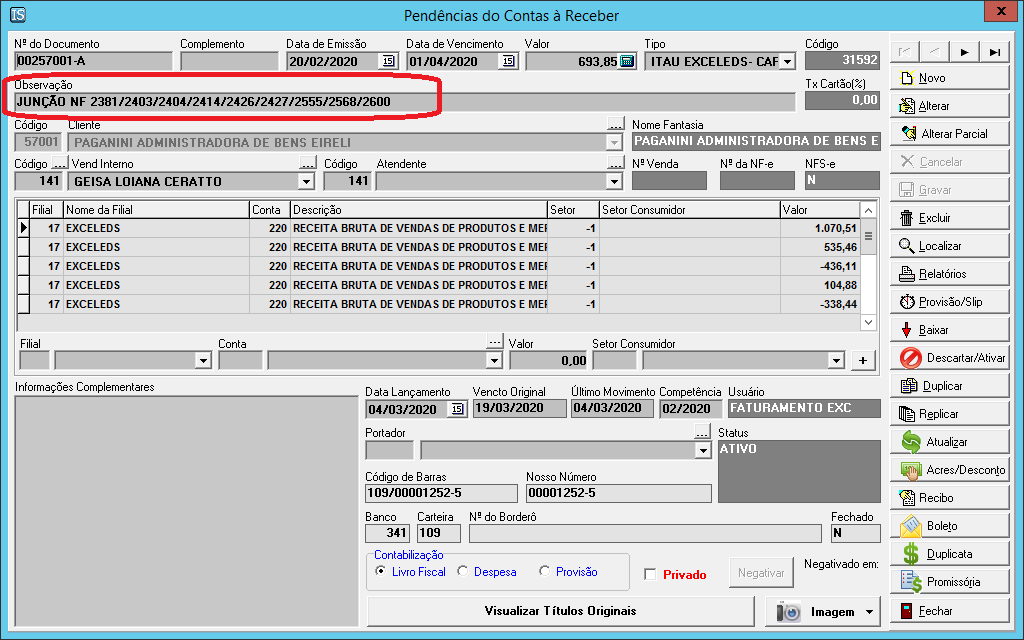 IS
Pendências do Contas à Receber
X
Nº do Documento Complemento Data de Emissão Data de Vencimento Valor Tipo Código
00257001-A 20/02/2020 15 01/04/2020 15 693,85 ITAU EXCELEDS- CAF 31592
Observação Tx Cartão(%)
JUNÇÃO NF 2381/2403/2404/2414/2426/2427/2555/2568/2600 0,00
Código Cliente ... Nome Fantasia
57001 PAGANINI ADMINISTRADORA DE BENS EIRELI PAGANINI ADMINISTRADORA DE BENS E
Código ... Vend Interno ... Código Atendente ... Nº Venda Nº da NF-e NFS-e
141 GEISA LOIANA CERATTO 141 N
Filial Nome da Filial Conta Descrição Setor Setor Consumidor Valor
17 EXCELEDS 220 RECEITA BRUTA DE VENDAS DE PRODUTOS E MEF -1 1.070,51
17 EXCELEDS 220 RECEITA BRUTA DE VENDAS DE PRODUTOS E MEF -1 535,46
17 EXCELEDS 220 RECEITA BRUTA DE VENDAS DE PRODUTOS E MEF -1 -436,11
17 EXCELEDS 220 RECEITA BRUTA DE VENDAS DE PRODUTOS E MEF -1 104,88
17 EXCELEDS 220 RECEITA BRUTA DE VENDAS DE PRODUTOS E MEF -1 -338,44
Filial Conta ... Valor Setor Consumidor
0,00 +
Informações Complementares
Data Lançamento Vencto Original Último Movimento Competência Usuário
04/03/2020 15 19/03/2020 04/03/2020 02/2020 FATURAMENTO EXC
Portador ... Status
ATIVO
Código de Barras Nosso Número
109/00001252-5 00001252-5
Banco Carteira Nº do Borderô Fechado
341 109 N
Contabilização
Livro Fiscal Despesa Provisão Privado Negativar Negativado em:
Visualizar Títulos Originais Imagem
Novo
Alterar
Alterar Parcial
Cancelar
Gravar
Excluir
Localizar
Relatórios
Provisão/Slip
Baixar
Descartar/Ativar
Duplicar
Replicar
Atualizar
Acres/Desconto
Recibo
Boleto
Duplicata
Promissória
Fechar